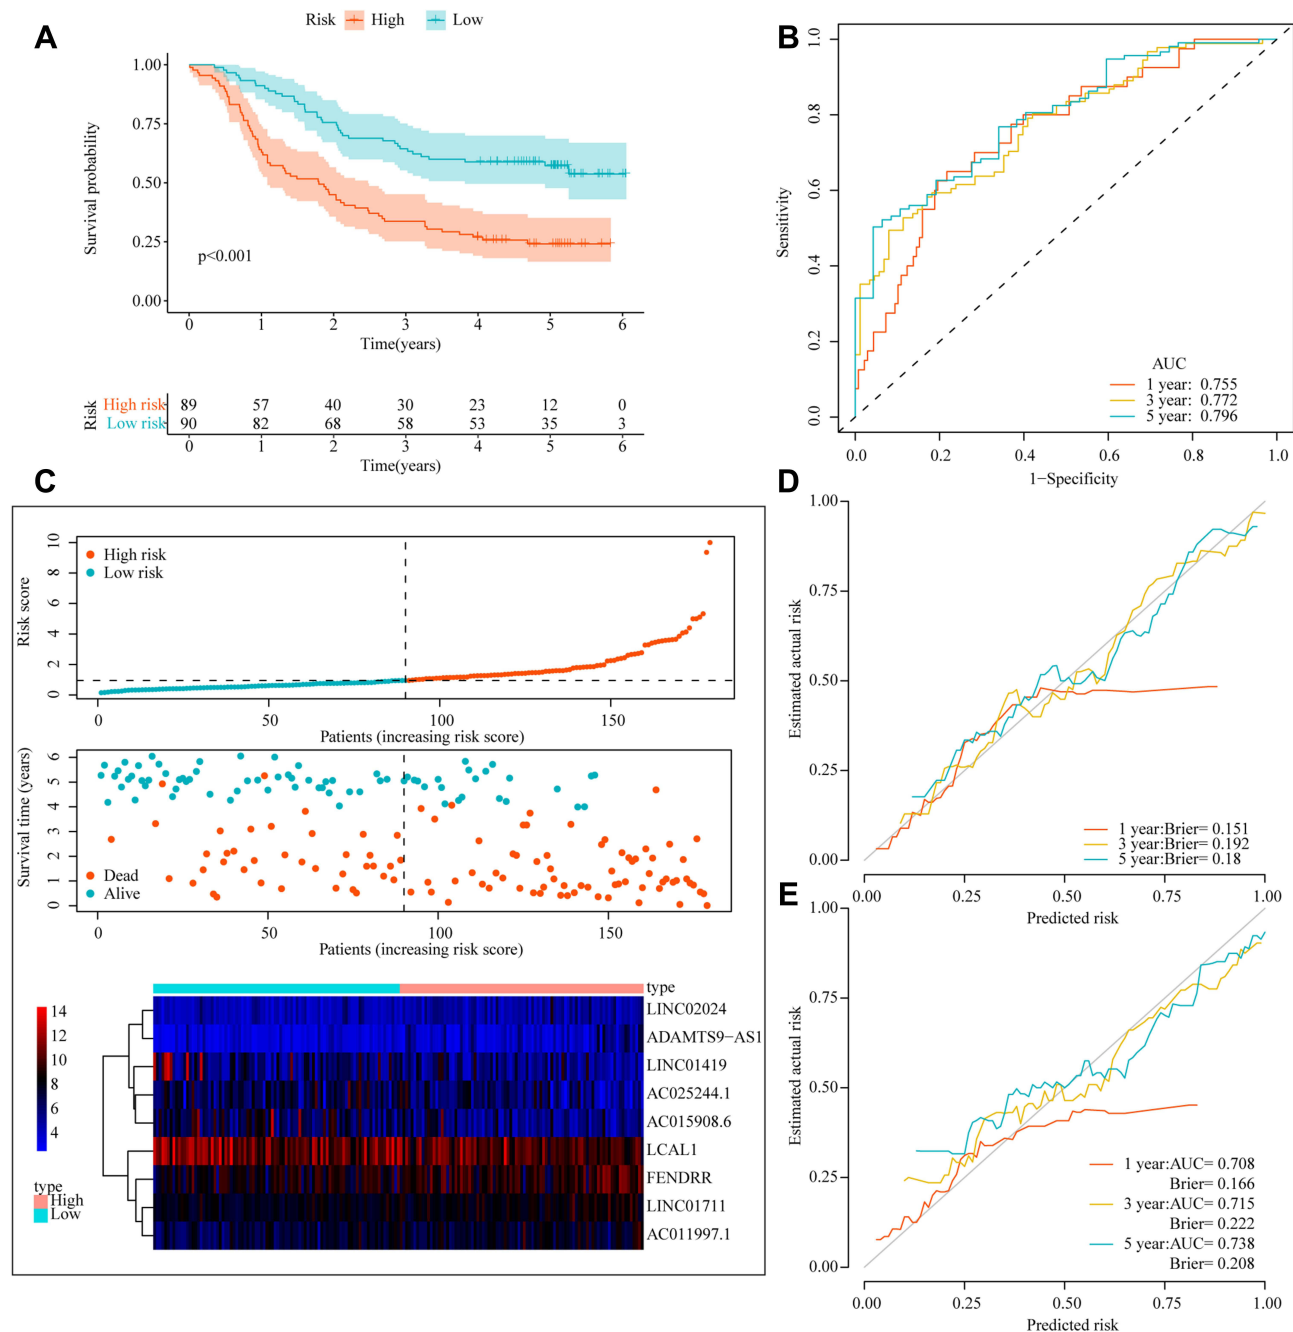 A
Risk High Low
Survival probability
1.00
0.75
0.50
0.25
0.00
p<0.001
0 1 2 3 4 5 6
Time(years)
Risk
High risk 89 57 40 30 23 12 0
Low risk 90 82 68 58 53 35 3
0 1 2 3 4 5 6
Time(years)
B
Sensitivity
1.0
0.8
0.6
0.4
0.2
0.0
AUC
1 year: 0.755
3 year: 0.772
5 year: 0.796
0.0 0.2 0.4 0.6 0.8 1.0
1−Specificity
C
Risk score
10
8
6
4
2
0
High risk
Low risk
0 50 100 150
Patients (increasing risk score)
Survival time (years)
6
5
4
3
2
1
0
Dead
Alive
0 50 100 150
Patients (increasing risk score)
type
14
12
10
8
6
4
LINC02024
ADAMTS9−AS1
LINC01419
AC025244.1
AC015908.6
LCAL1
FENDRR
LINC01711
AC011997.1
type
High
Low
D
Estimated actual risk
1.00
0.75
0.50
0.25
0.00
1 year:Brier= 0.151
3 year:Brier= 0.192
5 year:Brier= 0.18
0.00 0.25 0.50 0.75 1.00
Predicted risk
E
Estimated actual risk
1.00
0.75
0.50
0.25
0.00
1 year:AUC= 0.708
Brier= 0.166
3 year:AUC= 0.715
Brier= 0.222
5 year:AUC= 0.738
Brier= 0.208
0.00 0.25 0.50 0.75 1.00
Predicted risk